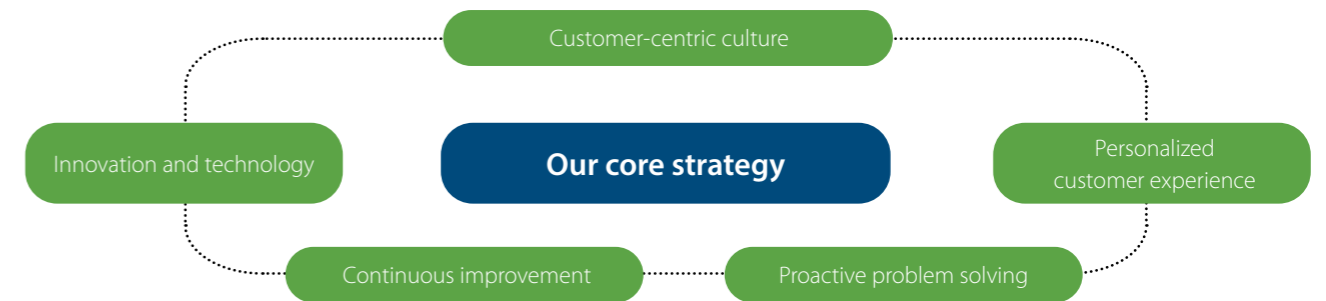 Customer-centric culture
Innovation and technology
Our core strategy
Personalized
customer experience
Continuous improvement
Proactive problem solving